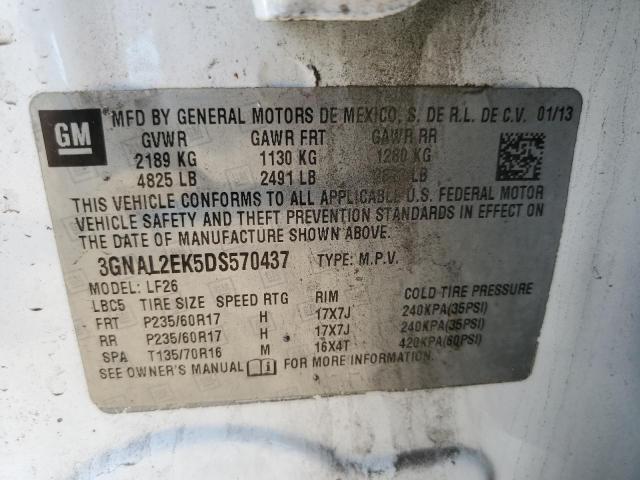 GM
MFD BY GENERAL MOTORS DE MEXICO, S. DE R.L. DE C.V. 01/13
GVWR GAWR FRT GAWR RR
2189 KG 1130 KG 1280 KG
4825 LB 2491 LB LB
THIS VEHICLE CONFORMS TO ALL APPLICABLE U.S. FEDERAL MOTOR
VEHICLE SAFETY AND THEFT PREVENTION STANDARDS IN EFFECT ON
THE DATE OF MANUFACTURE SHOWN ABOVE.
3GNAL2EK5DS570437 TYPE: M.P.V.
MODEL: LF26
LBC5 TIRE SIZE SPEED RTG RIM COLD TIRE PRESSURE
FRT P235/60R17 H 17X7J 240KPA(35PSI)
RR P235/60R17 H 17X7J 240KPA(35PSI)
SPA T135/70R16 M 16X4T 420KPA(60PSI)
SEE OWNER'S MANUAL FOR MORE INFORMATION.